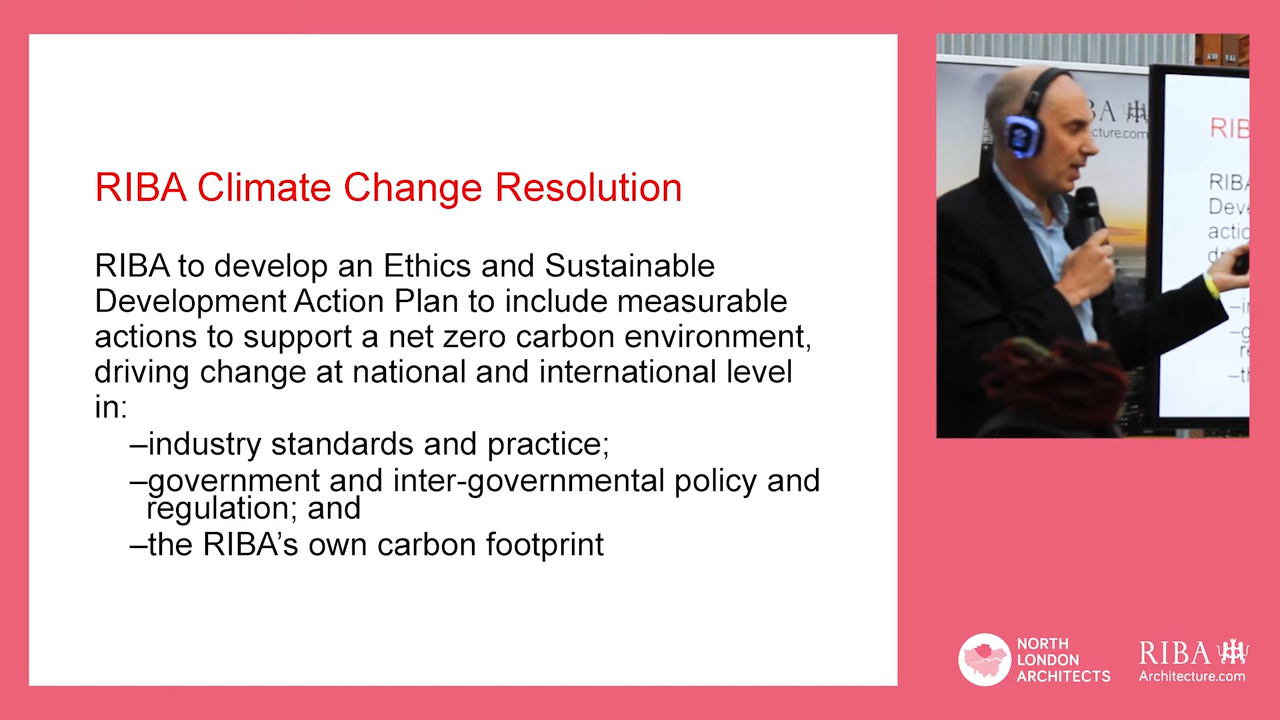 RIBA Climate Change Resolution
RIBA to develop an Ethics and Sustainable
Development Action Plan to include measurable
actions to support a net zero carbon environment,
driving change at national and international level
in:
–industry standards and practice;
–government and inter-governmental policy and
regulation; and
–the RIBA’s own carbon footprint
NORTH
LONDON
ARCHITECTS
RIBA
Architecture.com